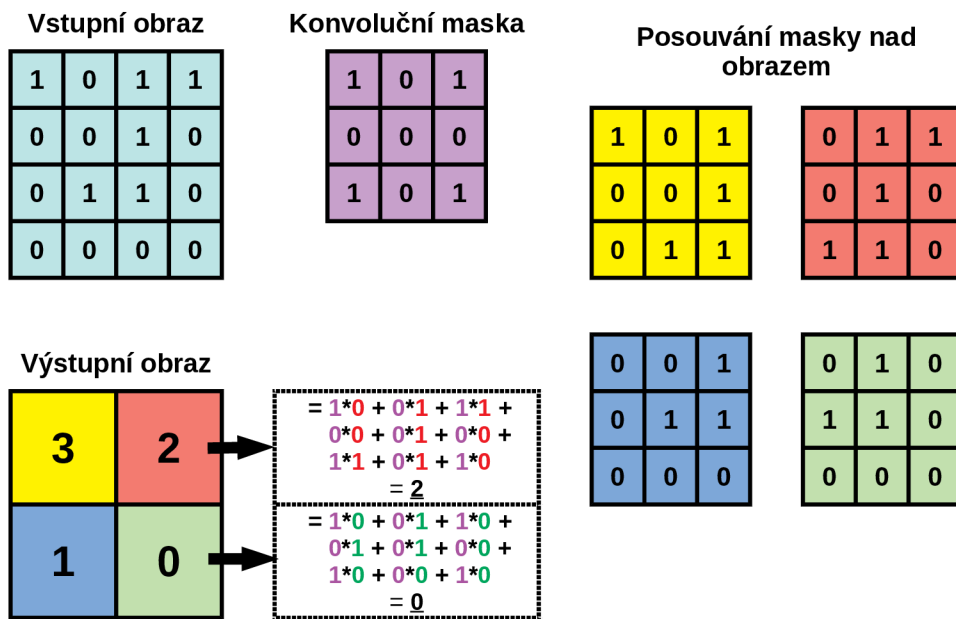 Vstupní obraz
1 0 1 1
0 0 1 0
0 1 1 0
0 0 0 0
Konvoluční maska
1 0 1
0 0 0
1 0 1
Posouvání masky nad
obrazem
1 0 1
0 0 1
0 1 1
0 1 1
0 1 0
1 1 0
0 0 1
0 1 1
0 0 0
0 1 0
1 1 0
0 0 0
Výstupní obraz
3 2
1 0
= 1*0 + 0*1 + 1*1 +
0*0 + 0*1 + 0*0 +
1*1 + 0*1 + 1*0
= 2
= 1*0 + 0*1 + 1*0 +
0*1 + 0*1 + 0*0 +
1*0 + 0*0 + 1*0
= 0